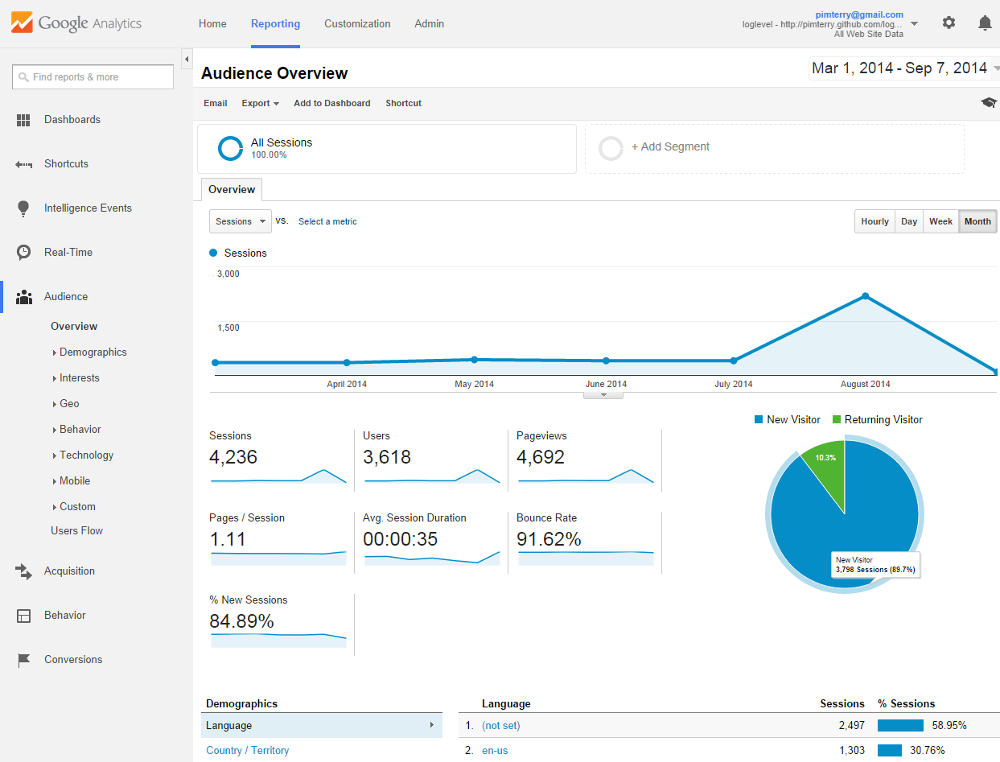 Google Analytics
Home Reporting Customization Admin
pimterry@gmail.com
loglevel - http://pimterry.github.com/log...
All Web Site Data
Find reports & more
Dashboards
Shortcuts
Intelligence Events
Real-Time
Audience
Overview
Demographics
Interests
Geo
Behavior
Technology
Mobile
Custom
Users Flow
Acquisition
Behavior
Conversions
Audience Overview
Mar 1, 2014 - Sep 7, 2014
Email Export Add to Dashboard Shortcut
All Sessions
100.00%
+ Add Segment
Overview
Sessions VS. Select a metric
Hourly Day Week Month
Sessions
3,000
1,500
April 2014 May 2014 June 2014 July 2014 August 2014
Sessions
4,236
Users
3,618
Pageviews
4,692
Pages / Session
1.11
Avg. Session Duration
00:00:35
Bounce Rate
91.62%
% New Sessions
84.89%
New Visitor Returning Visitor
10.3%
New Visitor
3,798 Sessions (89.7%)
Demographics
Language
Country / Territory
Language Sessions % Sessions
1. (not set) 2,497 58.95%
2. en-us 1,303 30.76%